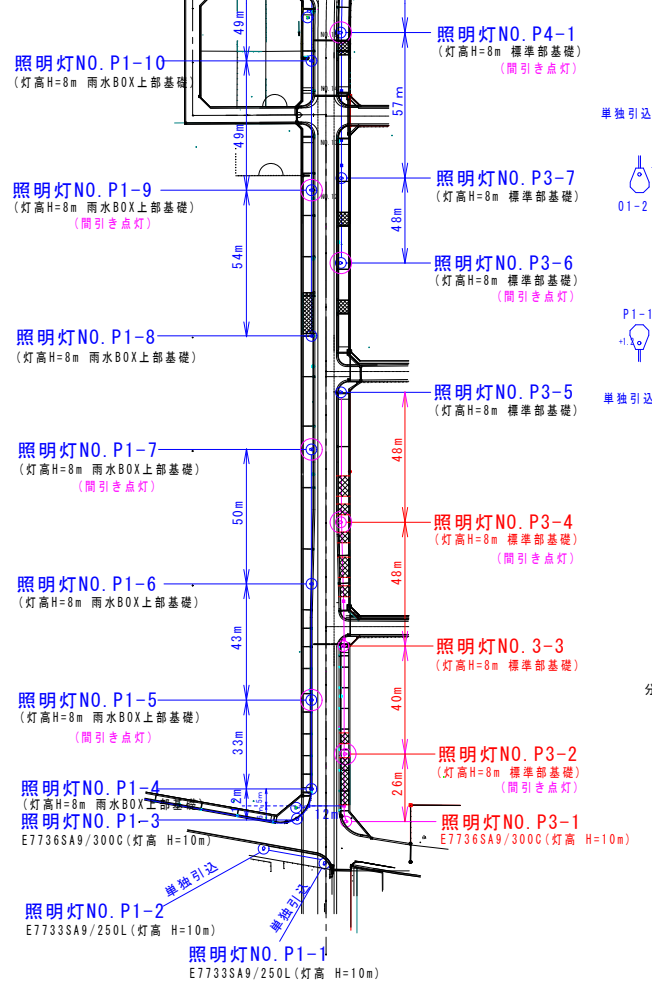 49m
照明灯NO. P1-10
(灯高H=8m 雨水BOX上部基礎)
49m
照明灯NO. P1-9
(灯高H=8m 雨水BOX上部基礎)
(間引き点灯)
54m
照明灯NO. P1-8
(灯高H=8m 雨水BOX上部基礎)
照明灯NO. P1-7
(灯高H=8m 雨水BOX上部基礎)
(間引き点灯)
50m
照明灯NO. P1-6
(灯高H=8m 雨水BOX上部基礎)
43m
照明灯NO. P1-5
(灯高H=8m 雨水BOX上部基礎)
(間引き点灯)
33m
照明灯NO. P1-4
(灯高H=8m 雨水BOX上部基礎)
照明灯NO. P1-3
E7736SA9/300C(灯高 H=10m)
12m
単独引込
照明灯NO. P1-2
E7733SA9/250L(灯高 H=10m)
単独引込
照明灯NO. P1-1
E7733SA9/250L(灯高 H=10m)
照明灯NO. P4-1
(灯高H=8m 標準部基礎)
(間引き点灯)
57m
照明灯NO. P3-7
(灯高H=8m 標準部基礎)
48m
照明灯NO. P3-6
(灯高H=8m 標準部基礎)
(間引き点灯)
照明灯NO. P3-5
(灯高H=8m 標準部基礎)
48m
照明灯NO. P3-4
(灯高H=8m 標準部基礎)
(間引き点灯)
48m
照明灯NO. 3-3
(灯高H=8m 標準部基礎)
40m
照明灯NO. P3-2
(灯高H=8m 標準部基礎)
(間引き点灯)
26m
照明灯NO. P3-1
E7736SA9/300C(灯高 H=10m)
単独引込
01-2
P1-1
単独引込